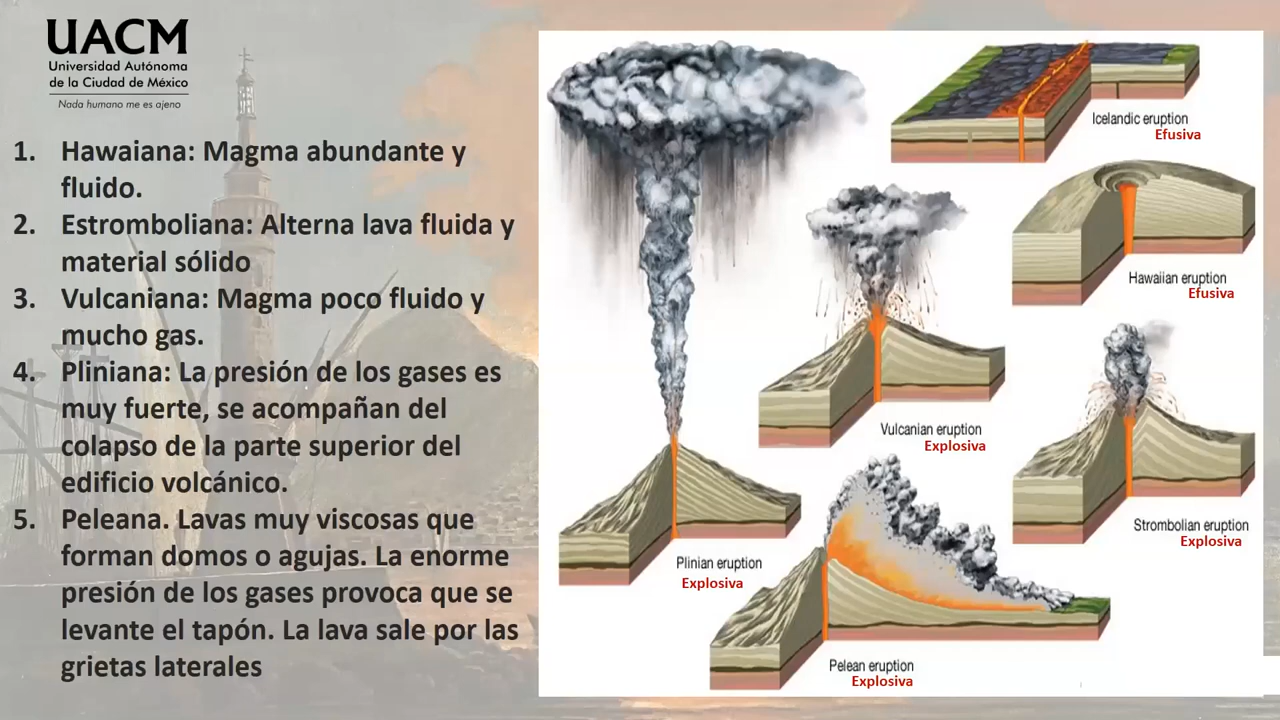 UACM
Universidad Autónoma
de la Ciudad de México
Nada humano me es ajeno
1. Hawaiana: Magma abundante y
fluido.
2. Estromboliana: Alterna lava fluida y
material sólido
3. Vulcaniana: Magma poco fluido y
mucho gas.
4. Pliniana: La presión de los gases es
muy fuerte, se acompañan del
colapso de la parte superior del
edificio volcánico.
5. Peleana. Lavas muy viscosas que
forman domos o agujas. La enorme
presión de los gases provoca que se
levante el tapón. La lava sale por las
grietas laterales
Icelandic eruption
Efusiva
Hawaiian eruption
Efusiva
Vulcanian eruption
Explosiva
Strombolian eruption
Explosiva
Plinian eruption
Explosiva
Pelean eruption
Explosiva